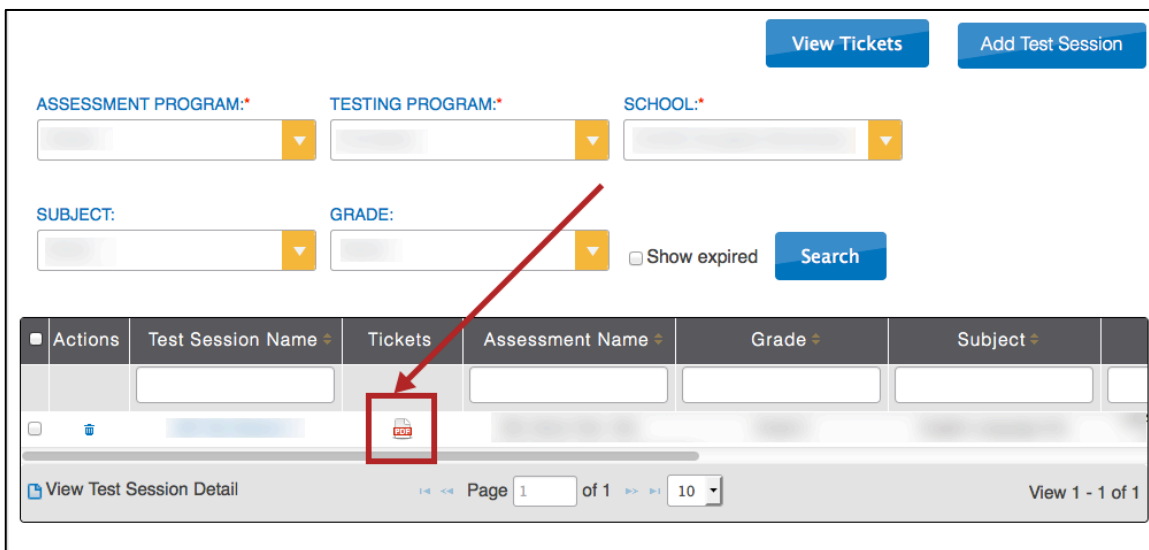 View Tickets Add Test Session
ASSESSMENT PROGRAM:* TESTING PROGRAM:* SCHOOL:*
SUBJECT: GRADE:
Show expired Search
Actions Test Session Name Tickets Assessment Name Grade Subject
PDF
View Test Session Detail Page 1 of 1 10 View 1 - 1 of 1